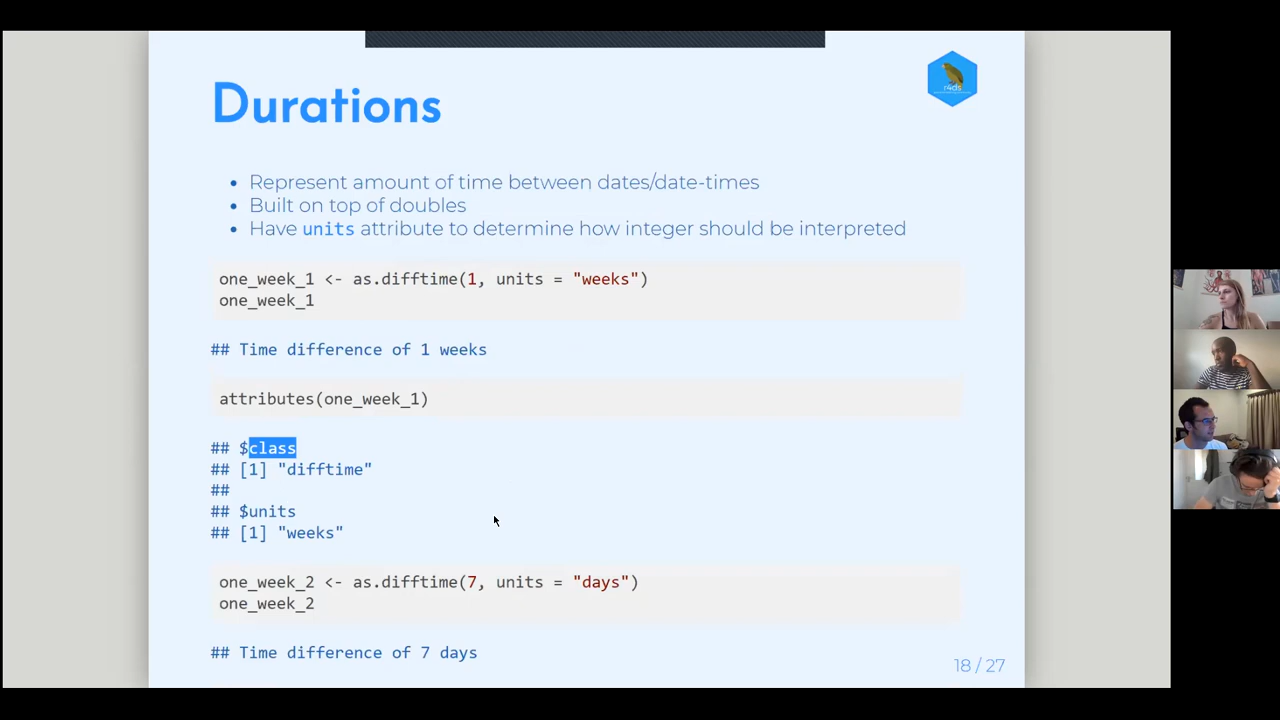 Durations
r4ds
• Represent amount of time between dates/date-times
• Built on top of doubles
• Have units attribute to determine how integer should be interpreted
one_week_1 <- as.difftime(1, units = "weeks")
one_week_1
## Time difference of 1 weeks
attributes(one_week_1)
## $class
## [1] "difftime"
##
## $units
## [1] "weeks"
one_week_2 <- as.difftime(7, units = "days")
one_week_2
## Time difference of 7 days
18 / 27